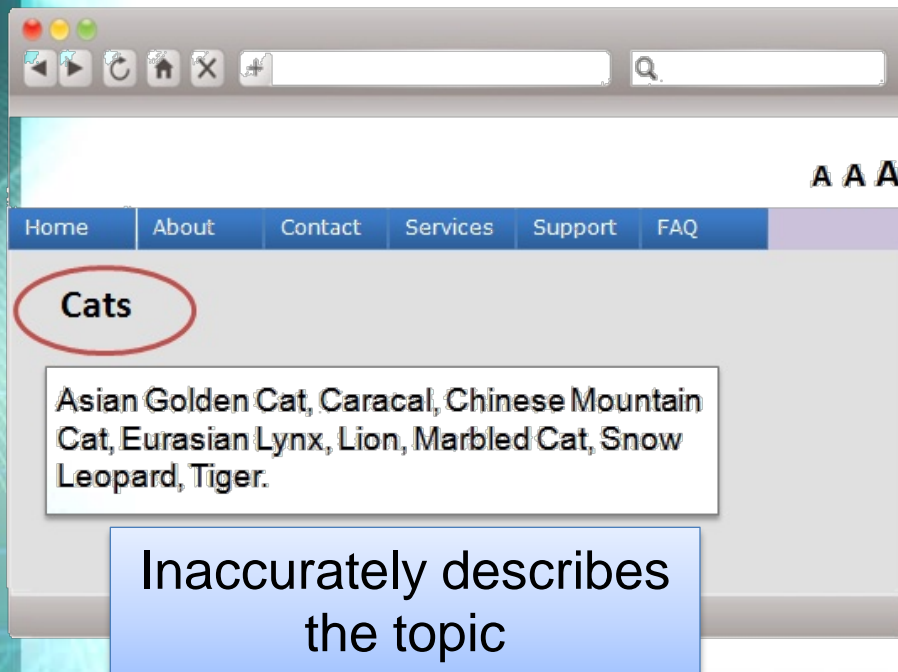 A A A
Home About Contact Services Support FAQ
Cats
Asian Golden Cat, Caracal, Chinese Mountain
Cat, Eurasian Lynx, Lion, Marbled Cat, Snow
Leopard, Tiger.
Inaccurately describes
the topic